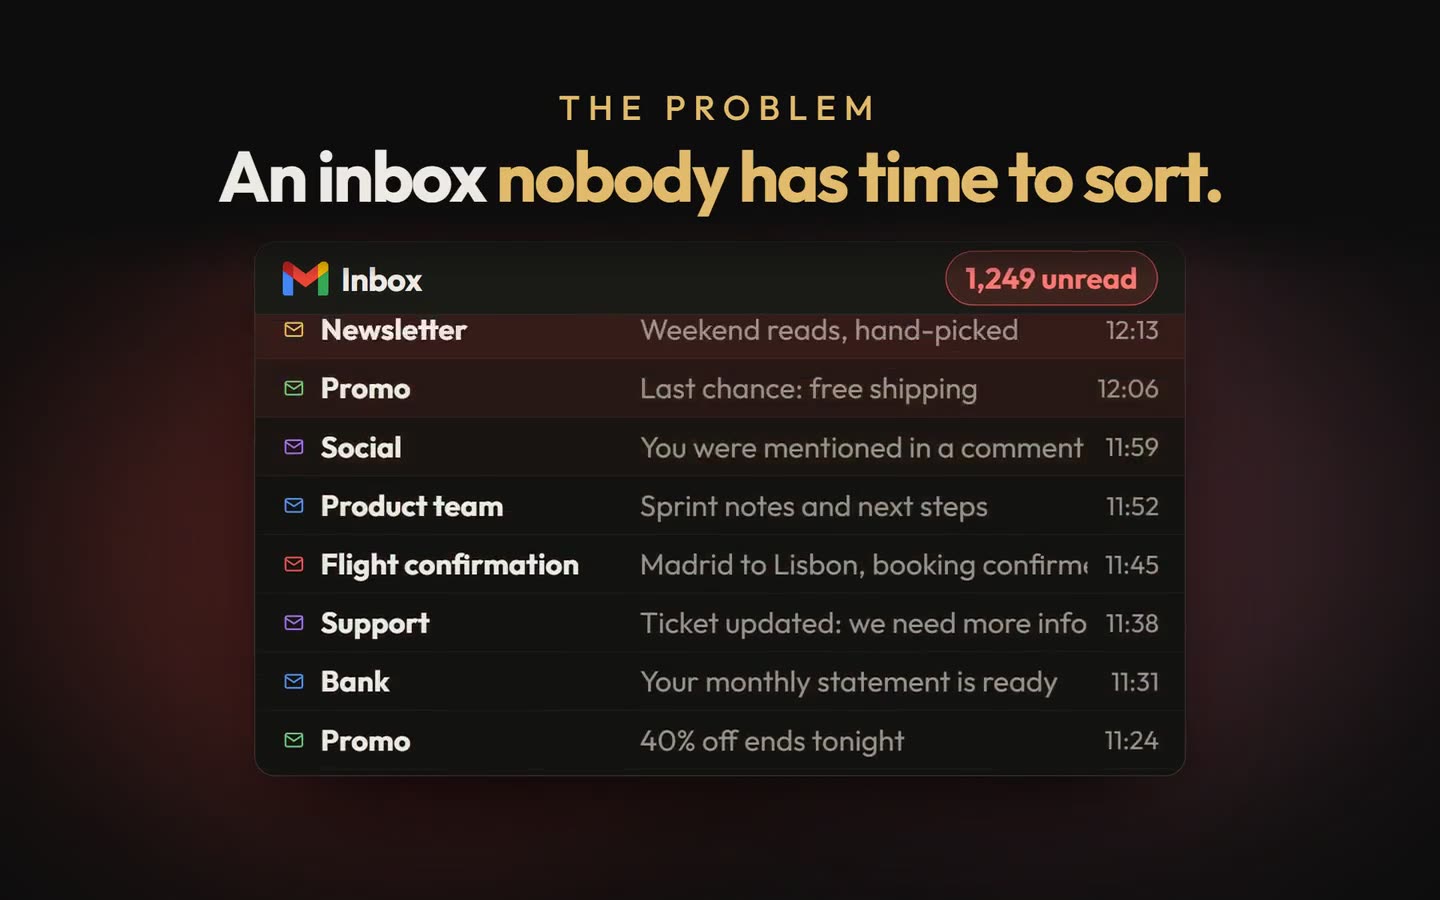 THE PROBLEM
An inbox nobody has time to sort.
Inbox 1,249 unread
Newsletter Weekend reads, hand-picked 12:13
Promo Last chance: free shipping 12:06
Social You were mentioned in a comment 11:59
Product team Sprint notes and next steps 11:52
Flight confirmation Madrid to Lisbon, booking confirme 11:45
Support Ticket updated: we need more info 11:38
Bank Your monthly statement is ready 11:31
Promo 40% off ends tonight 11:24